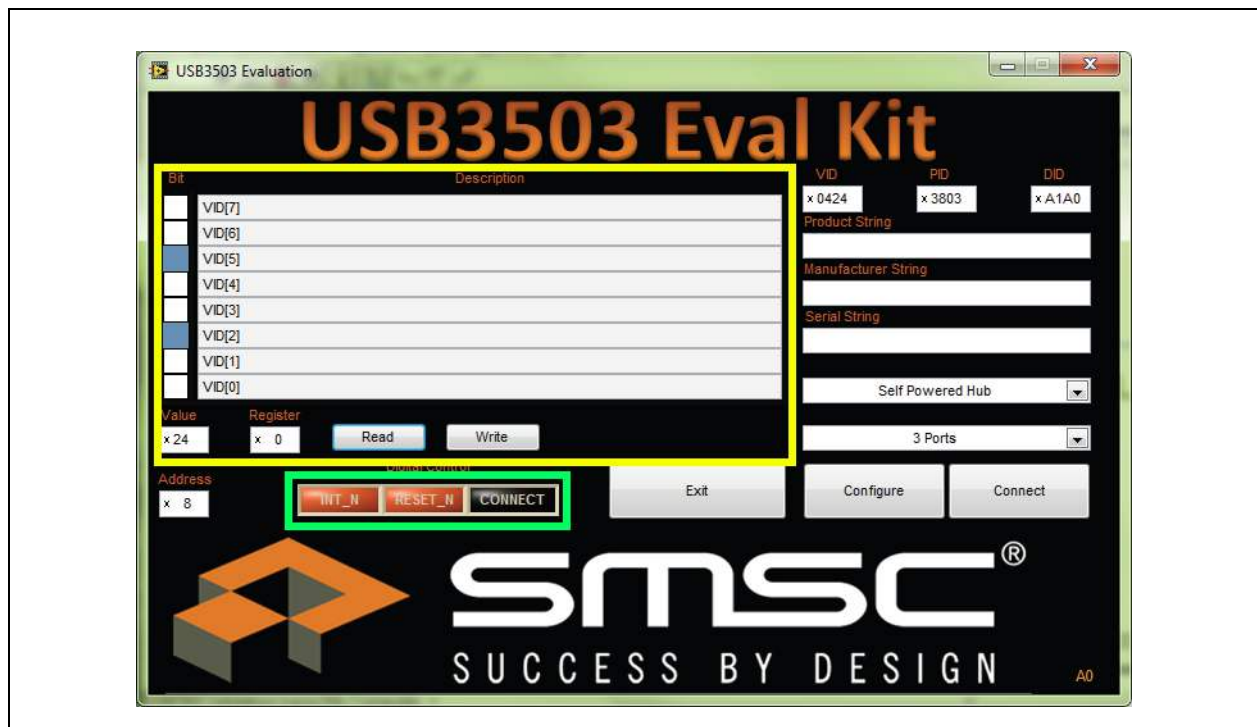 USB3503 Evaluation
USB3503 Eval Kit
Bit Description
VID[7]
VID[6]
VID[5]
VID[4]
VID[3]
VID[2]
VID[1]
VID[0]
Value Register
x 24 x 0 Read Write
VID PID DID
x 0424 x 3803 x A1A0
Product String
Manufacturer String
Serial String
Self Powered Hub
3 Ports
Address
x 8
Digital Control
INT_N RESET_N CONNECT
Exit Configure Connect
smsc®
SUCCESS BY DESIGN
A0